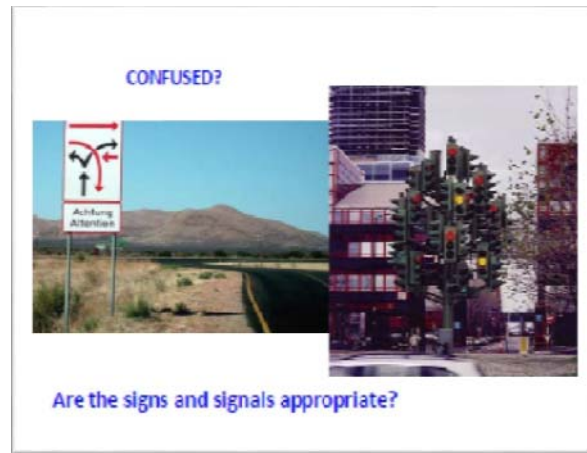 CONFUSED?
Achtung
Attention
Are the signs and signals appropriate?